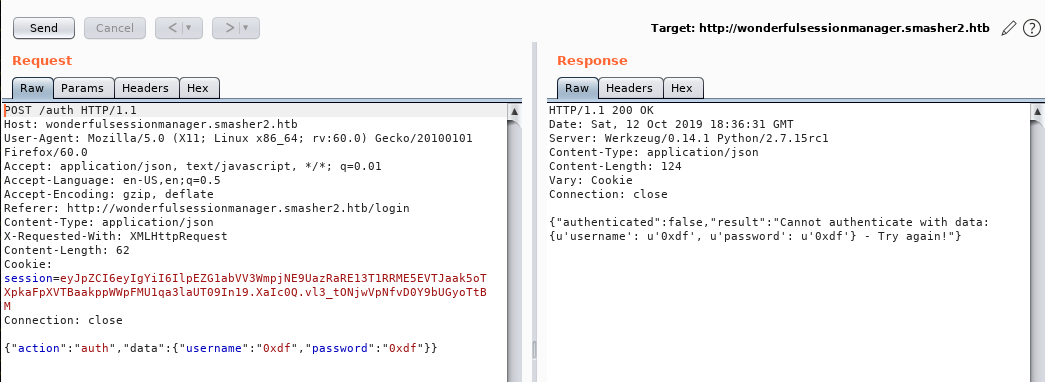 Send
Cancel
<
>
Target: http://wonderfulsessionmanager.smasher2.htb
?
Request
Raw
Params
Headers
Hex
POST /auth HTTP/1.1
Host: wonderfulsessionmanager.smasher2.htb
User-Agent: Mozilla/5.0 (X11; Linux x86_64; rv:60.0) Gecko/20100101
Firefox/60.0
Accept: application/json, text/javascript, */*; q=0.01
Accept-Language: en-US,en;q=0.5
Accept-Encoding: gzip, deflate
Referer: http://wonderfulsessionmanager.smasher2.htb/login
Content-Type: application/json
X-Requested-With: XMLHttpRequest
Content-Length: 62
Cookie:
session=eyJpZCI6eyIgYiI6IlpEZG1abVV3WmpjNE9UazRaRE13T1RRME5EVTJaak5oT
XpkaFpXVTBaakppWWpFMU1qa3laUT09In19.XaIc0Q.vl3_tONjwVpNfvD0Y9bUGyoTtB
M
Connection: close
{"action":"auth","data":{"username":"0xdf","password":"0xdf"}}
Response
Raw
Headers
Hex
HTTP/1.1 200 OK
Date: Sat, 12 Oct 2019 18:36:31 GMT
Server: Werkzeug/0.14.1 Python/2.7.15rc1
Content-Type: application/json
Content-Length: 124
Vary: Cookie
Connection: close
{"authenticated":false,"result":"Cannot authenticate with data:
{u'username': u'0xdf', u'password': u'0xdf'} - Try again!"}